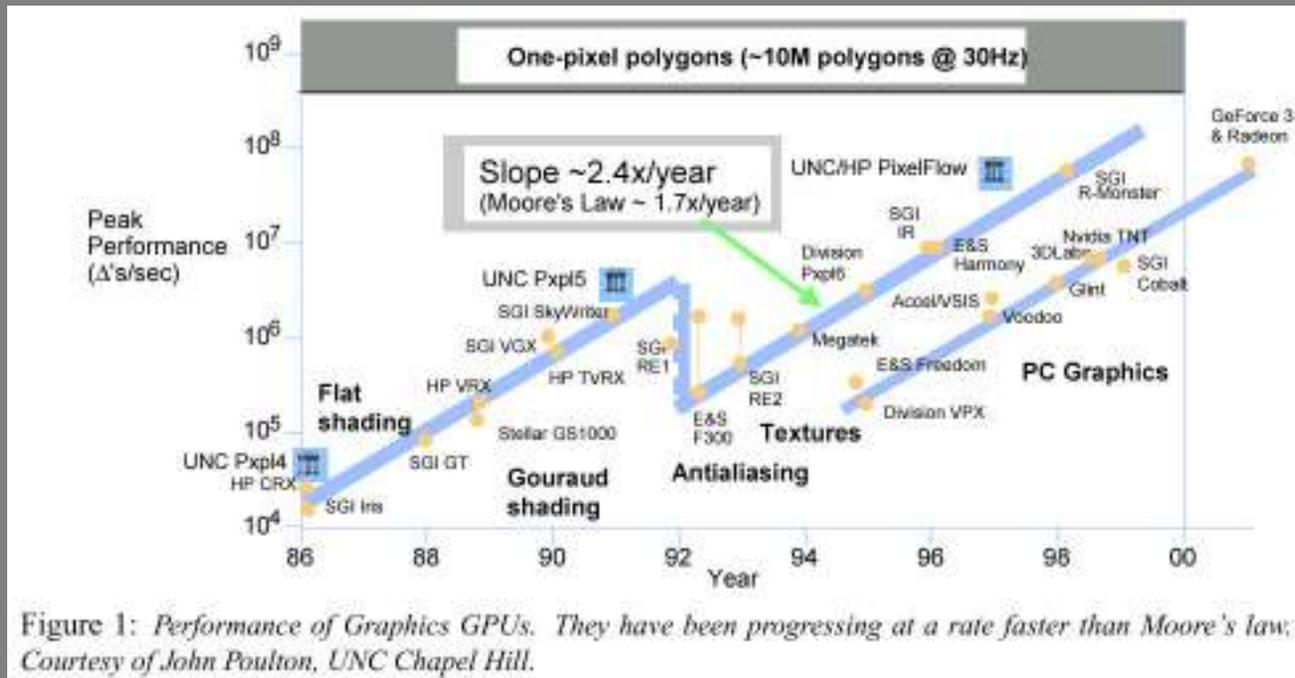 10⁹
One-pixel polygons (~10M polygons @ 30Hz)
GeForce 3
& Radeon
10⁸
Slope ~2.4x/year
(Moore's Law ~ 1.7x/year)
UNC/HP PixelFlow
SGI
R-Monster
Peak
Performance
(Δ's/sec)
10⁷
SGI
IR
E&S
Harmony
Division
Pxpl6
Nvidia TNT
3DLabs
SGI
Cobalt
Glint
UNC Pxpl5
SGI SkyWriter
Accel/VSIS
Voodoo
10⁶
Megatek
SGI VGX
HP TVRX
SGI
RE1
SGI
RE2
E&S Freedom
PC Graphics
HP VRX
Flat
shading
Division VPX
E&S
F300
Textures
10⁵
Stellar GS1000
SGI GT
UNC Pxpl4
HP CRX
SGI Iris
Gouraud
shading
Antialiasing
10⁴
86
88
90
92
94
96
98
00
Year
Figure 1: Performance of Graphics GPUs. They have been progressing at a rate faster than Moore's law.
Courtesy of John Poulton, UNC Chapel Hill.